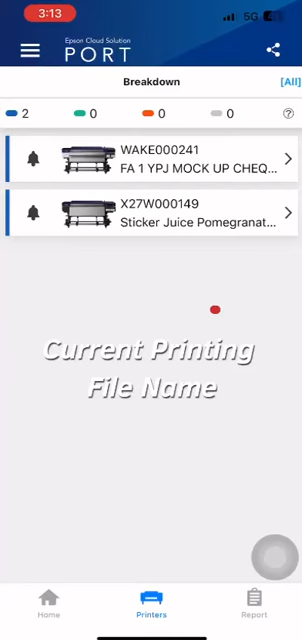 3:13
5G
Epson Cloud Solution
PORT
Breakdown
[All]
2
0
0
0
?
WAKE000241
FA 1 YPJ MOCK UP CHEQ...
X27W000149
Sticker Juice Pomegranat...
Current Printing
File Name
Home
Printers
Report